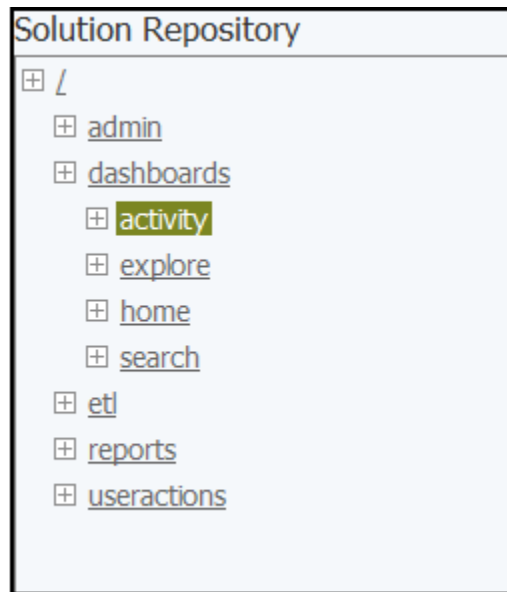 Solution Repository
/
admin
dashboards
activity
explore
home
search
etl
reports
useractions